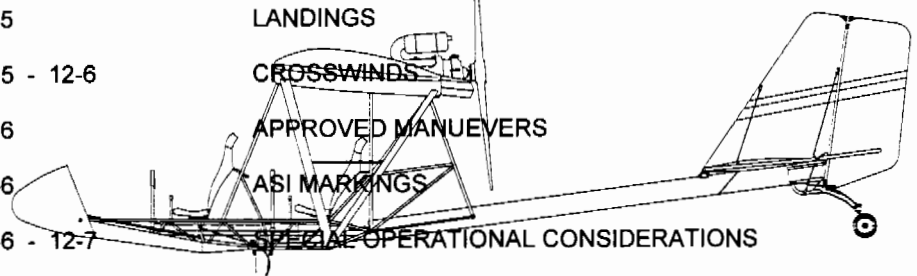 5 LANDINGS
5 - 12-6 CROSSWINDS
6 APPROVED MANUEVERS
6 ASI MARKINGS
6 - 12-7 SPECIAL OPERATIONAL CONSIDERATIONS